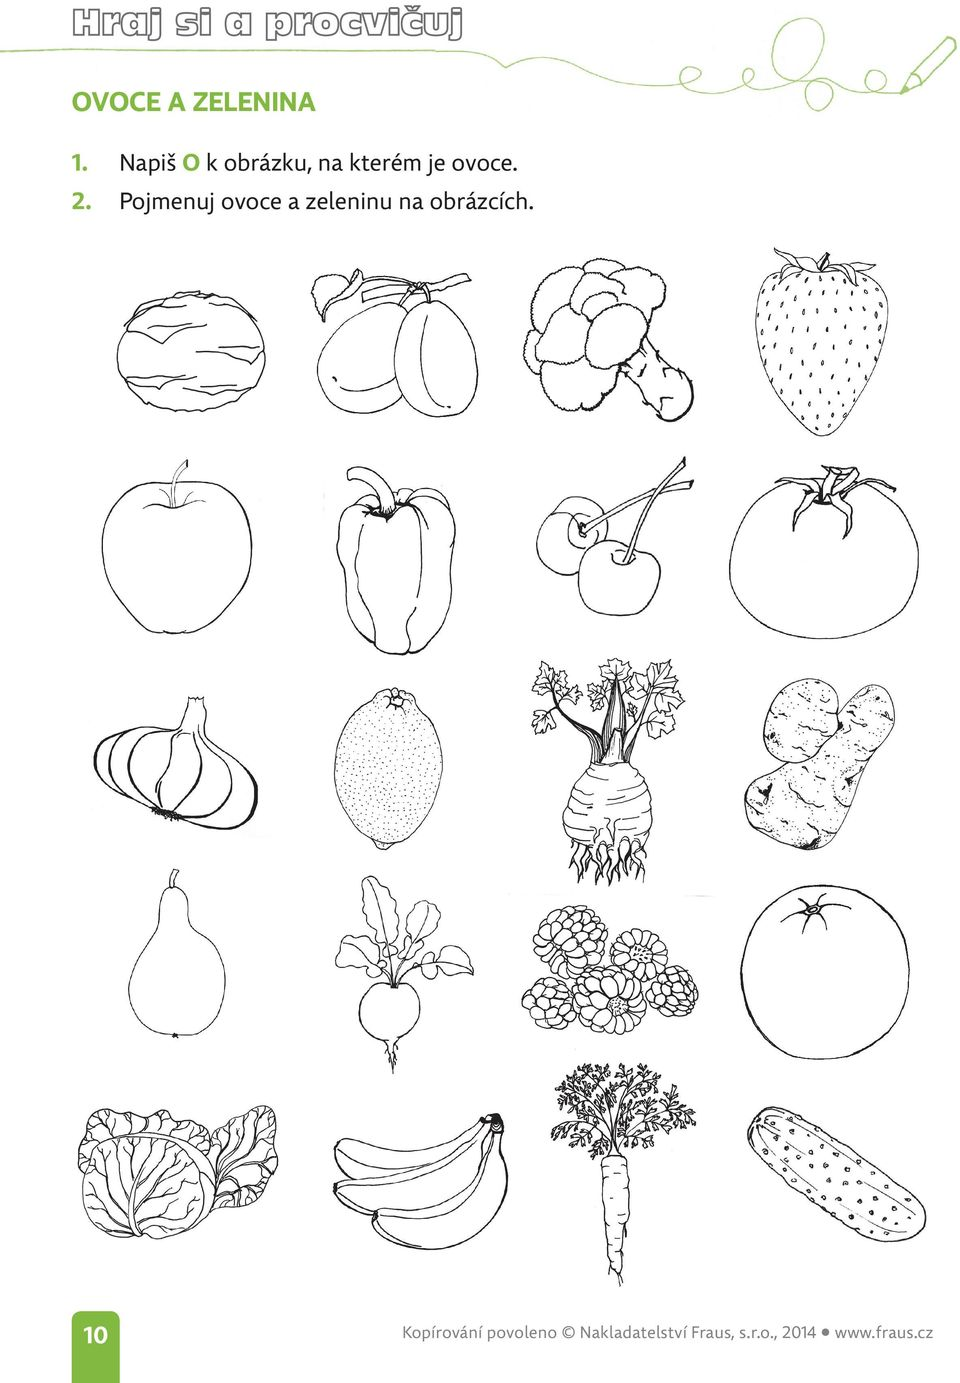 Hraj si a procvičuj
OVOCE A ZELENINA
1. Napiš O k obrázku, na kterém je ovoce.
2. Pojmenuj ovoce a zeleninu na obrázcích.
10
Kopírování povoleno © Nakladatelství Fraus, s.r.o., 2014 • www.fraus.cz